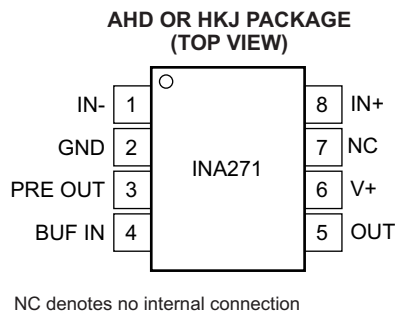 AHD OR HKJ PACKAGE
(TOP VIEW)
IN- 1 8 IN+
GND 2 7 NC
INA271
PRE OUT 3 6 V+
BUF IN 4 5 OUT
NC denotes no internal connection